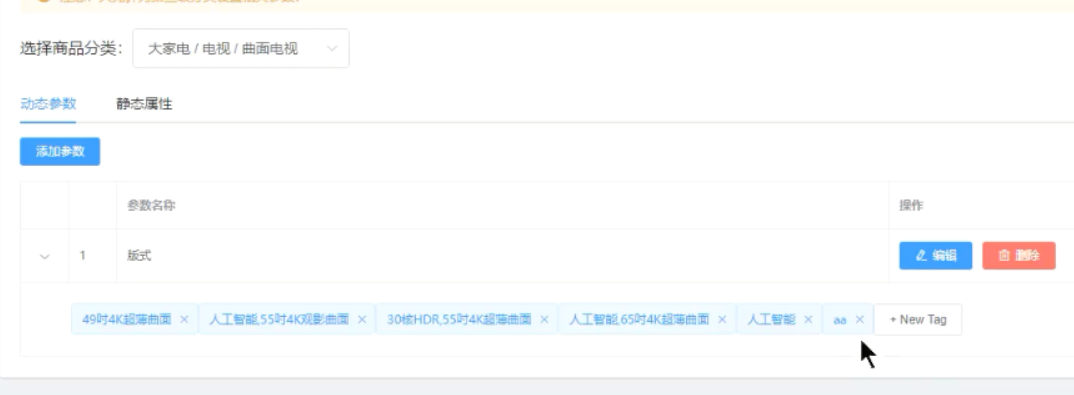 选择商品分类： 大家电 / 电视 / 曲面电视
动态参数 静态属性
添加参数
参数名称 操作
1 版式 编辑 删除
49吋4K超薄曲面 × 人工智能,55吋4K观影曲面 × 30核HDR,55吋4K超薄曲面 × 人工智能,65吋4K超薄曲面 × 人工智能 × aa × + New Tag